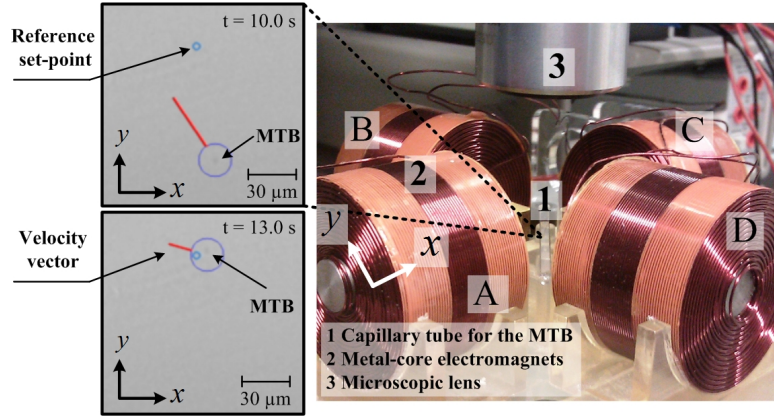 Reference
set-point
t = 10.0 s
MTB
y
x
30 µm
Velocity
vector
t = 13.0 s
MTB
y
x
30 µm
3
B
C
2
1
D
y
x
A
1 Capillary tube for the MTB
2 Metal-core electromagnets
3 Microscopic lens